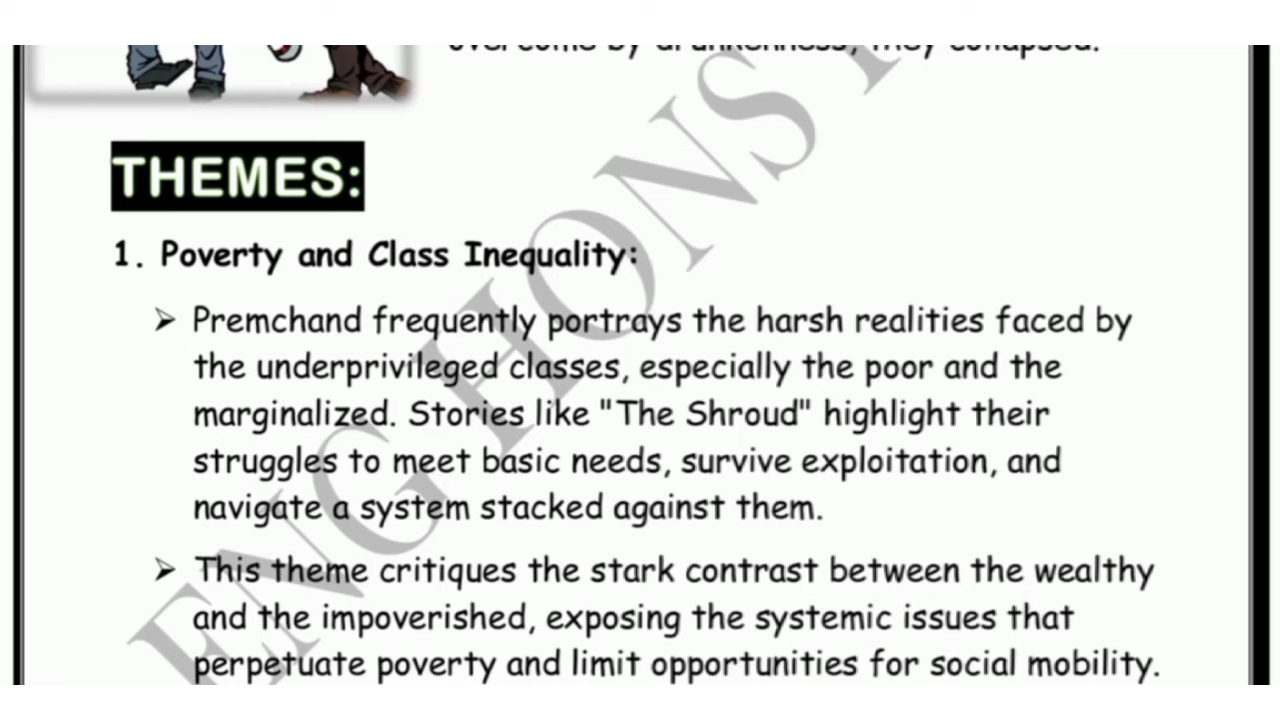 overcome by drunkenness, they collapsed.
THEMES:
1. Poverty and Class Inequality:
➢ Premchand frequently portrays the harsh realities faced by
the underprivileged classes, especially the poor and the
marginalized. Stories like "The Shroud" highlight their
struggles to meet basic needs, survive exploitation, and
navigate a system stacked against them.
➢ This theme critiques the stark contrast between the wealthy
and the impoverished, exposing the systemic issues that
perpetuate poverty and limit opportunities for social mobility.
ENG HONS